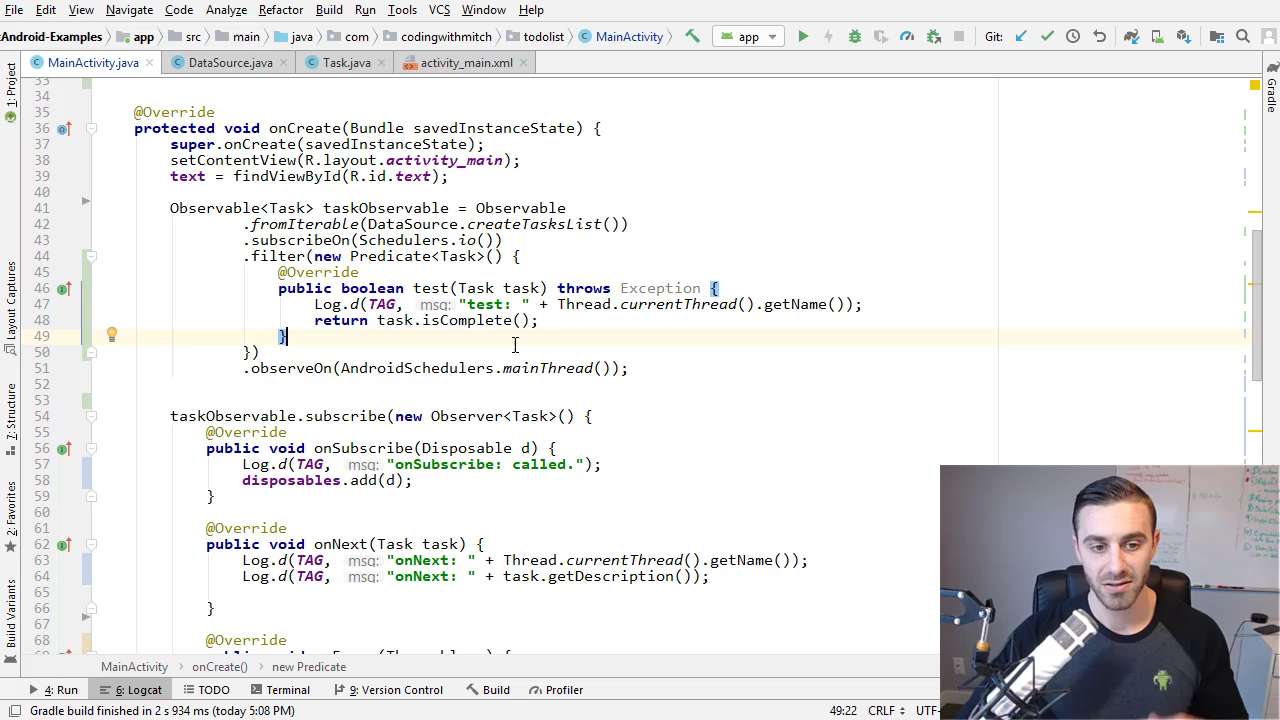 File Edit View Navigate Code Analyze Refactor Build Run Tools VCS Window Help
Android-Examples app src main java com codingwithmitch todolist MainActivity app Git:
MainActivity.java DataSource.java Task.java activity_main.xml
33
34
35 @Override
36 protected void onCreate(Bundle savedInstanceState) {
37 super.onCreate(savedInstanceState);
38 setContentView(R.layout.activity_main);
39 text = findViewById(R.id.text);
40
41 Observable<Task> taskObservable = Observable
42 .fromIterable(DataSource.createTasksList())
43 .subscribeOn(Schedulers.io())
44 .filter(new Predicate<Task>() {
45 @Override
46 public boolean test(Task task) throws Exception {
47 Log.d(TAG, msg: "test: " + Thread.currentThread().getName());
48 return task.isComplete();
49 }
50 })
51 .observeOn(AndroidSchedulers.mainThread());
52
53
54 taskObservable.subscribe(new Observer<Task>() {
55 @Override
56 public void onSubscribe(Disposable d) {
57 Log.d(TAG, msg: "onSubscribe: called.");
58 disposables.add(d);
59 }
60
61 @Override
62 public void onNext(Task task) {
63 Log.d(TAG, msg: "onNext: " + Thread.currentThread().getName());
64 Log.d(TAG, msg: "onNext: " + task.getDescription());
65
66 }
67
68 @Override
1: Project
Layout Captures
7: Structure
2: Favorites
Build Variants
Gradle
MainActivity onCreate() new Predicate
4: Run 6: Logcat TODO Terminal 9: Version Control Build Profiler
Gradle build finished in 2 s 934 ms (today 5:08 PM) 49:22 CRLF